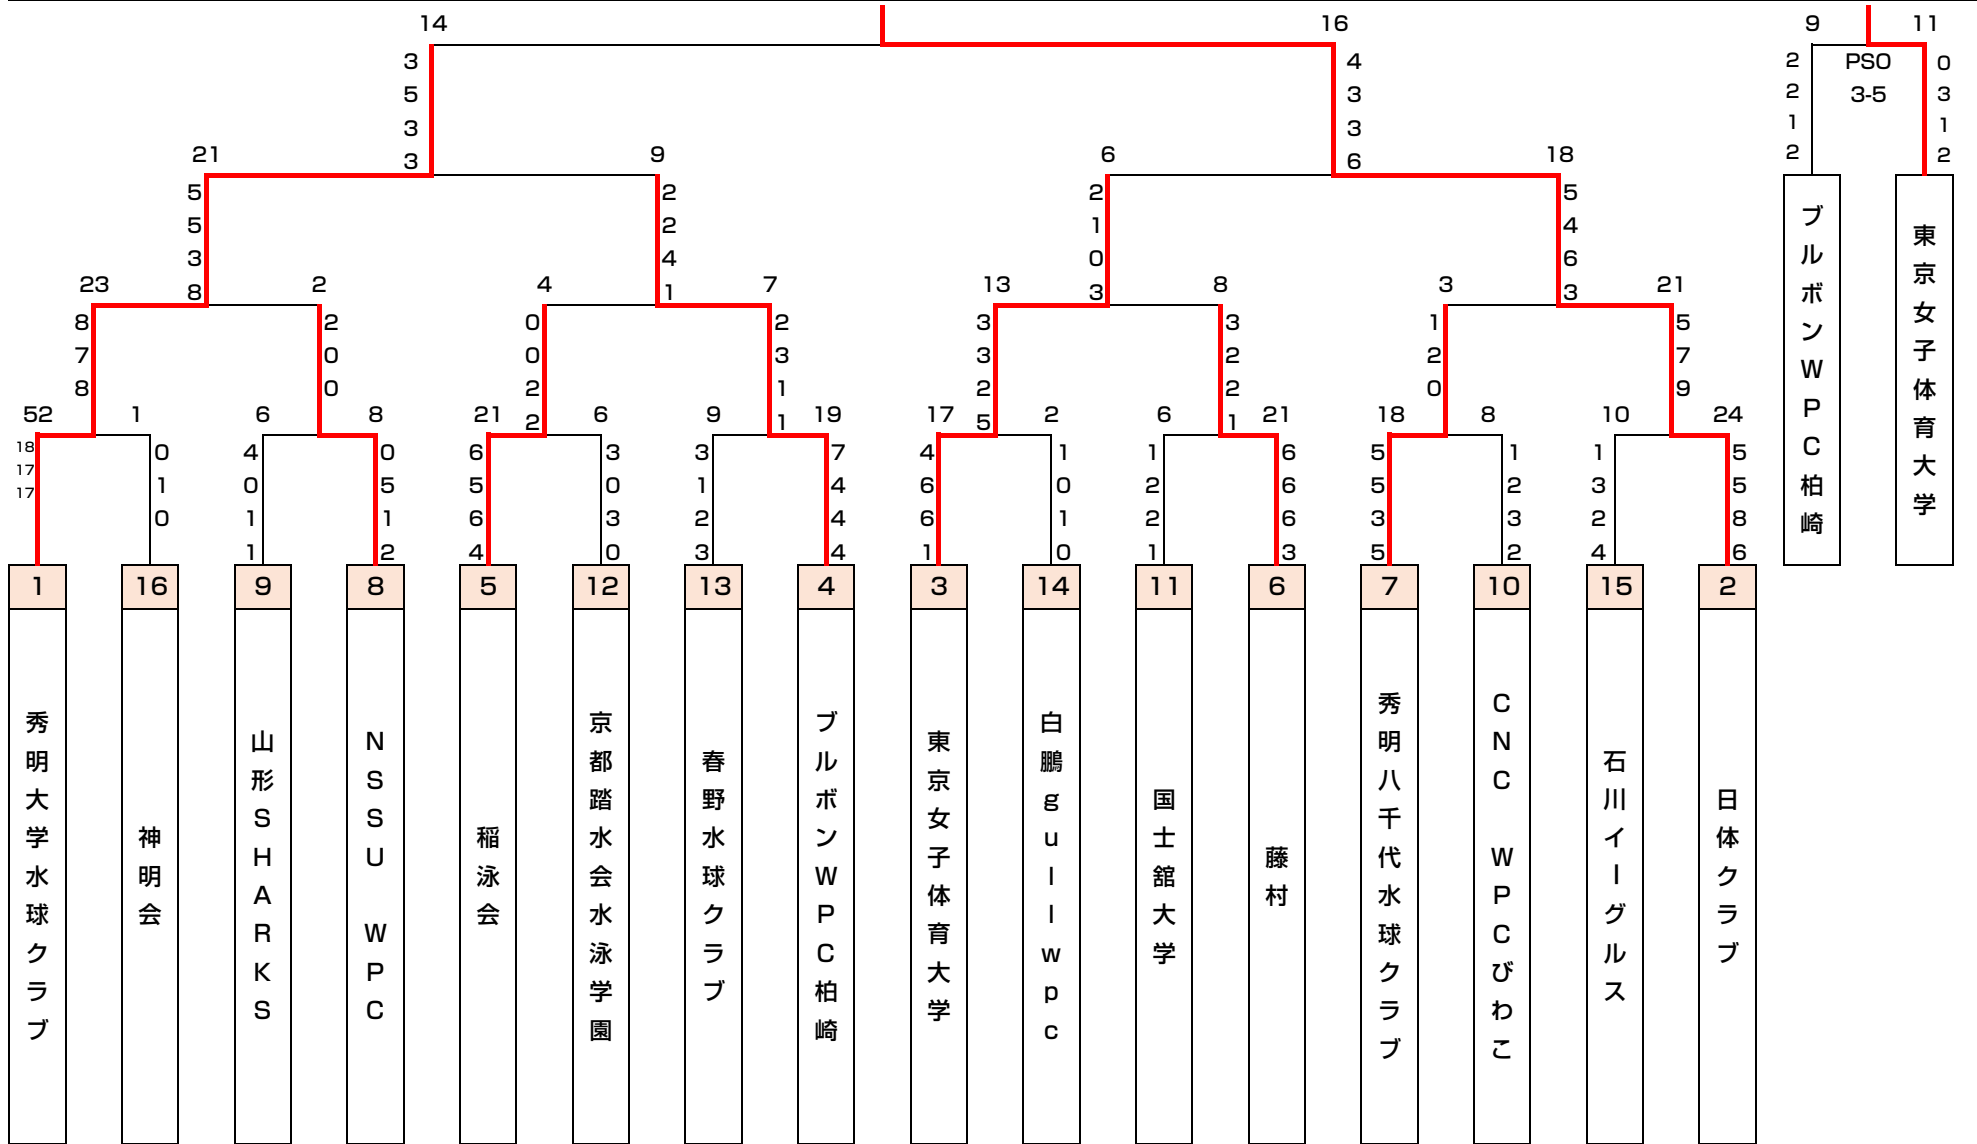 14 16 9 11
3 4 2 PSO 0
5 3 2 3-5 3
3 3 1 1
3 6 2 2
21 9 6 18
5 2 2 5
5 2 1 4
3 4 0 6
8 1 3 3
23 2 4 7 13 8 3 21
8 2 0 2 3 3 1 5
7 0 0 3 3 2 2 7
8 0 2 1 2 2 0 9
2 1 5 1
52 1 6 8 21 6 9 19 17 2 6 21 18 8 10 24
18 0 4 0 6 3 3 7 4 1 1 6 5 1 1 5
17 1 0 5 5 0 1 4 6 0 2 6 5 2 3 5
17 0 1 1 6 3 2 4 6 1 2 6 3 3 2 8
1 2 4 0 3 4 1 0 1 3 5 2 4 6
1 16 9 8 5 12 13 4 3 14 11 6 7 10 15 2
秀明大学水球クラブ
神明会
山形SHARKS
NSSU WPC
稲泳会
京都踏水会水泳学園
春野水球クラブ
ブルボンWPC柏崎
東京女子体育大学
白鵬gullwpc
国士舘大学
藤村
秀明八千代水球クラブ
CNC WPCびわこ
石川イーグルス
日体クラブ
ブルボンWPC柏崎
東京女子体育大学